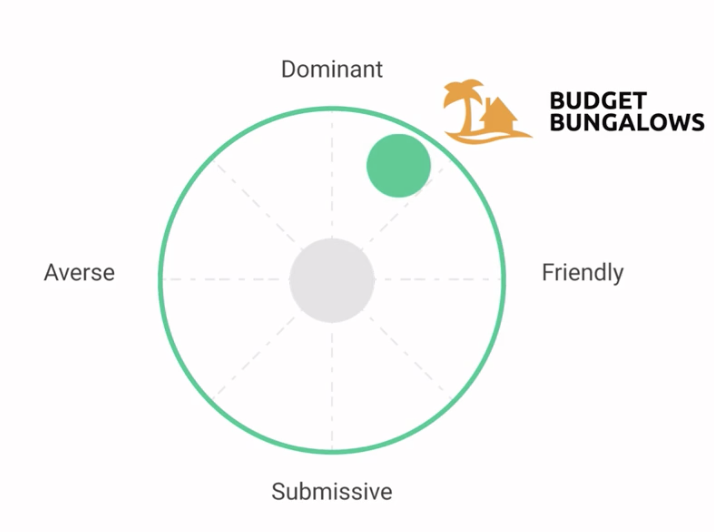 Dominant
BUDGET
BUNGALOWS
Averse
Friendly
Submissive